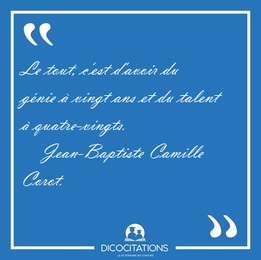 “
Le tout, c'est d'avoir du
génie à vingt ans et du talent
à quatre-vingts.
Jean-Baptiste Camille
Corot.
”
DICOCITATIONS